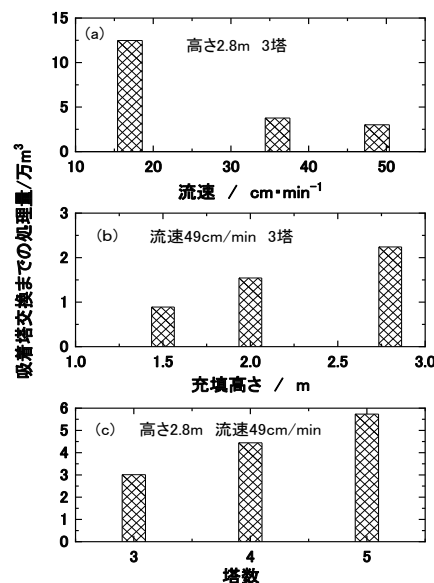 吸着塔交換までの処理量/万m³
(a) 高さ2.8m 3塔
15
10
5
0
10 20 30 40 50
流速 / cm・min⁻¹
(b) 流速49cm/min 3塔
3
2
1
0
1.0 1.5 2.0 2.5 3.0
充填高さ / m
6
(c) 高さ2.8m 流速49cm/min
5
4
3
2
1
0
3 4 5
塔数